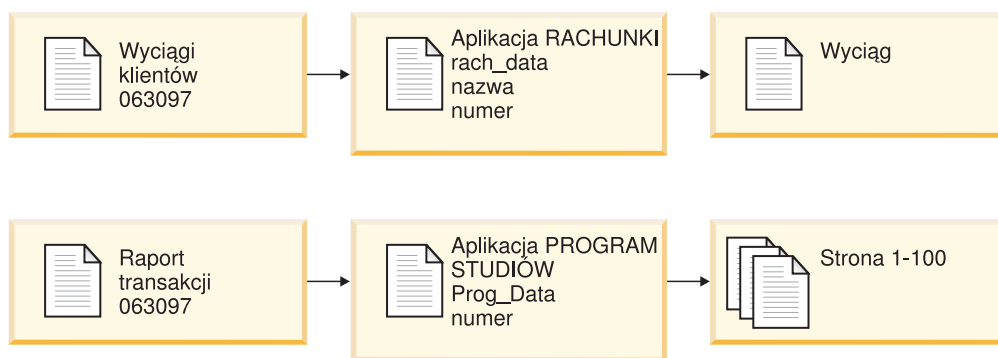 Wyciągi
klientów
063097
Aplikacja RACHUNKI
rach_data
nazwa
numer
Wyciąg
Raport
transakcji
063097
Aplikacja PROGRAM
STUDIÓW
Prog_Data
numer
Strona 1-100